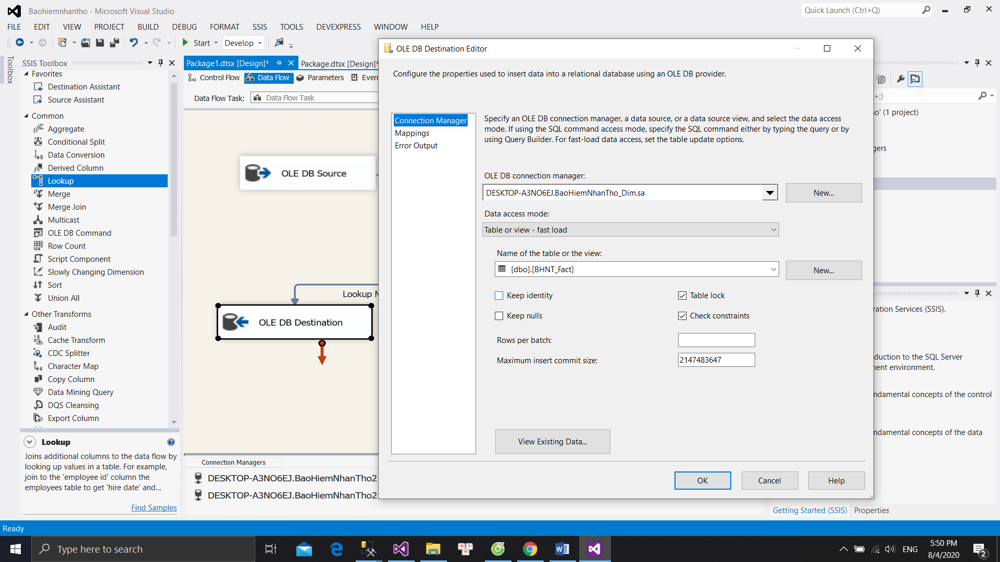 Baohiemnhantho - Microsoft Visual Studio
Quick Launch (Ctrl+Q)
FILE EDIT VIEW PROJECT BUILD DEBUG FORMAT SSIS TOOLS DEVEXPRESS WINDOW HELP
Start Develop
Toolbox
SSIS Toolbox
Favorites
Destination Assistant
Source Assistant
Common
Aggregate
Conditional Split
Data Conversion
Derived Column
Lookup
Merge
Merge Join
Multicast
OLE DB Command
Row Count
Script Component
Slowly Changing Dimension
Sort
Union All
Other Transforms
Audit
Cache Transform
CDC Splitter
Character Map
Copy Column
Data Mining Query
DQS Cleansing
Export Column
Lookup
Joins additional columns to the data flow by
looking up values in a table. For example,
join to the 'employee id' column the
employees table to get 'hire date' and...
Find Samples
Package1.dtsx [Design]* Package.dtsx [Design]*
Control Flow Data Flow Parameters Even
Data Flow Task: Data Flow Task
OLE DB Source
Lookup M
OLE DB Destination
Connection Managers
DESKTOP-A3NO6EJ.BaoHiemNhanTho2
DESKTOP-A3NO6EJ.BaoHiemNhanTho2
OLE DB Destination Editor
Configure the properties used to insert data into a relational database using an OLE DB provider.
Connection Manager
Mappings
Error Output
Specify an OLE DB connection manager, a data source, or a data source view, and select the data access
mode. If using the SQL command access mode, specify the SQL command either by typing the query or by
using Query Builder. For fast-load data access, set the table update options.
OLE DB connection manager:
DESKTOP-A3NO6EJ.BaoHiemNhanTho_Dim.sa New...
Data access mode:
Table or view - fast load
Name of the table or the view:
[dbo].[BHNT_Fact] New...
Keep identity Table lock
Keep nulls Check constraints
Rows per batch:
Maximum insert commit size: 2147483647
View Existing Data...
OK Cancel Help
+;)
o' (1 project)
gers
ration Services (SSIS).
duction to the SQL Server
nent environment.
ndamental concepts of the control
ndamental concepts of the data
Getting Started (SSIS) Properties
Ready
Type here to search
ENG
5:50 PM
8/4/2020
2